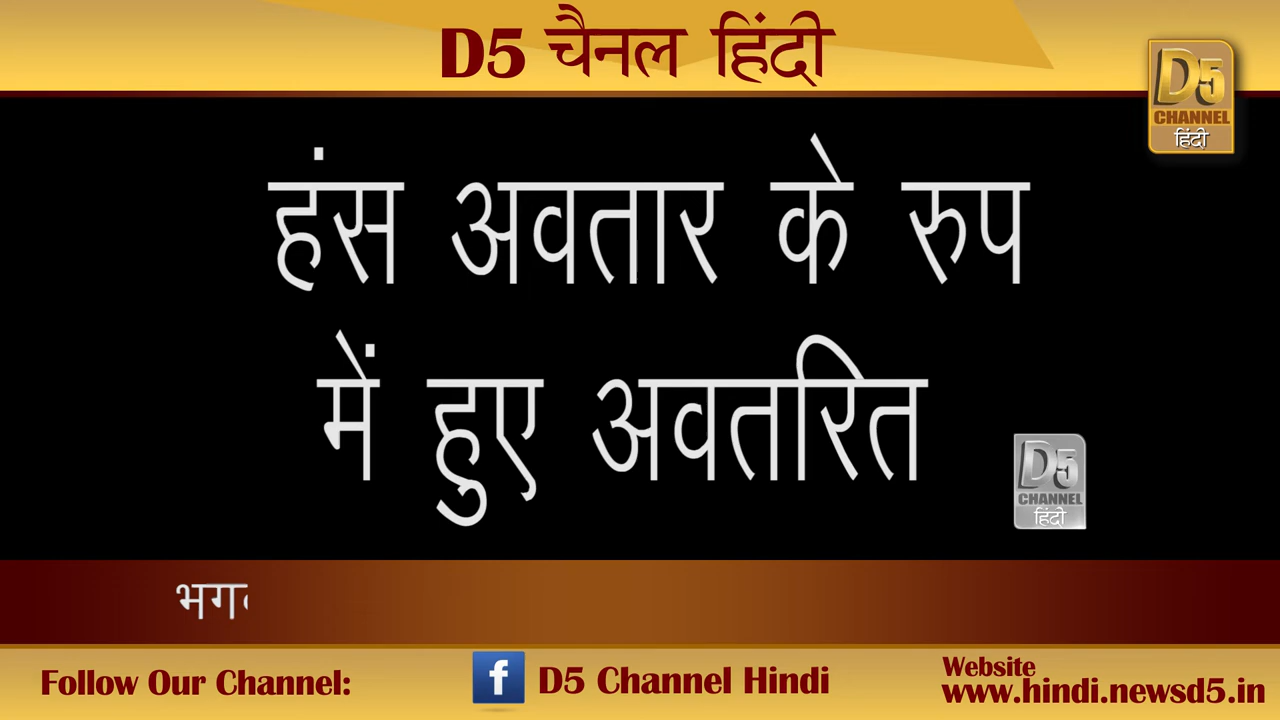 D5 चैनल हिंदी
D5
CHANNEL
हिंदी
हंस अवतार के रुप
में हुए अवतरित
D5
CHANNEL
हिंदी
Follow Our Channel:
f
D5 Channel Hindi
Website
www.hindi.newsd5.in